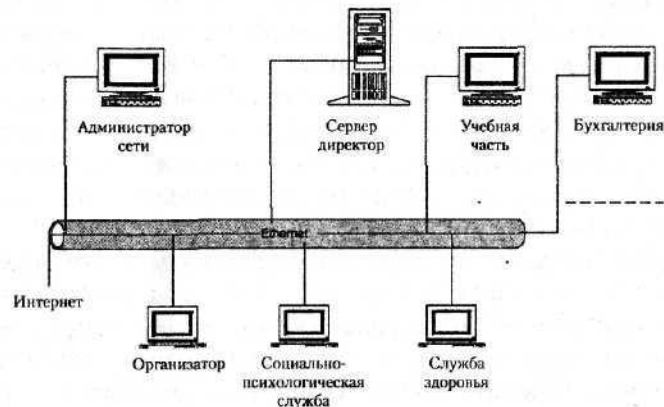 Администратор
сети
Сервер
директор
Учебная
часть
Бухгалтерия
Ethernet
Интернет
Организатор
Социально-
психологическая
служба
Служба
здоровья